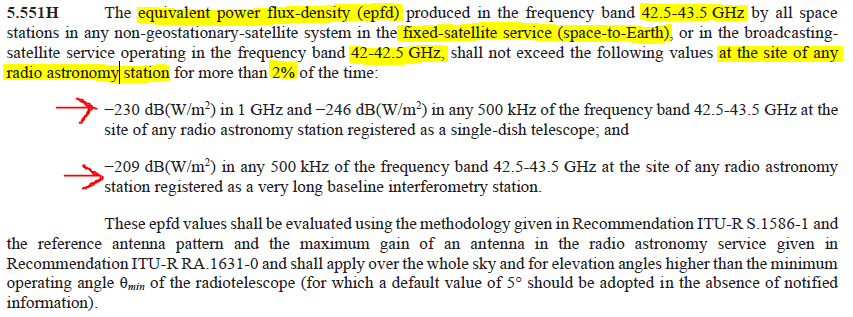 5.551H The equivalent power flux-density (epfd) produced in the frequency band 42.5-43.5 GHz by all space
stations in any non-geostationary-satellite system in the fixed-satellite service (space-to-Earth), or in the broadcasting-
satellite service operating in the frequency band 42-42.5 GHz, shall not exceed the following values at the site of any
radio astronomy station for more than 2% of the time:
−230 dB(W/m²) in 1 GHz and −246 dB(W/m²) in any 500 kHz of the frequency band 42.5-43.5 GHz at the
site of any radio astronomy station registered as a single-dish telescope; and
−209 dB(W/m²) in any 500 kHz of the frequency band 42.5-43.5 GHz at the site of any radio astronomy
station registered as a very long baseline interferometry station.
These epfd values shall be evaluated using the methodology given in Recommendation ITU-R S.1586-1 and
the reference antenna pattern and the maximum gain of an antenna in the radio astronomy service given in
Recommendation ITU-R RA.1631-0 and shall apply over the whole sky and for elevation angles higher than the minimum
operating angle θmin of the radiotelescope (for which a default value of 5° should be adopted in the absence of notified
information).